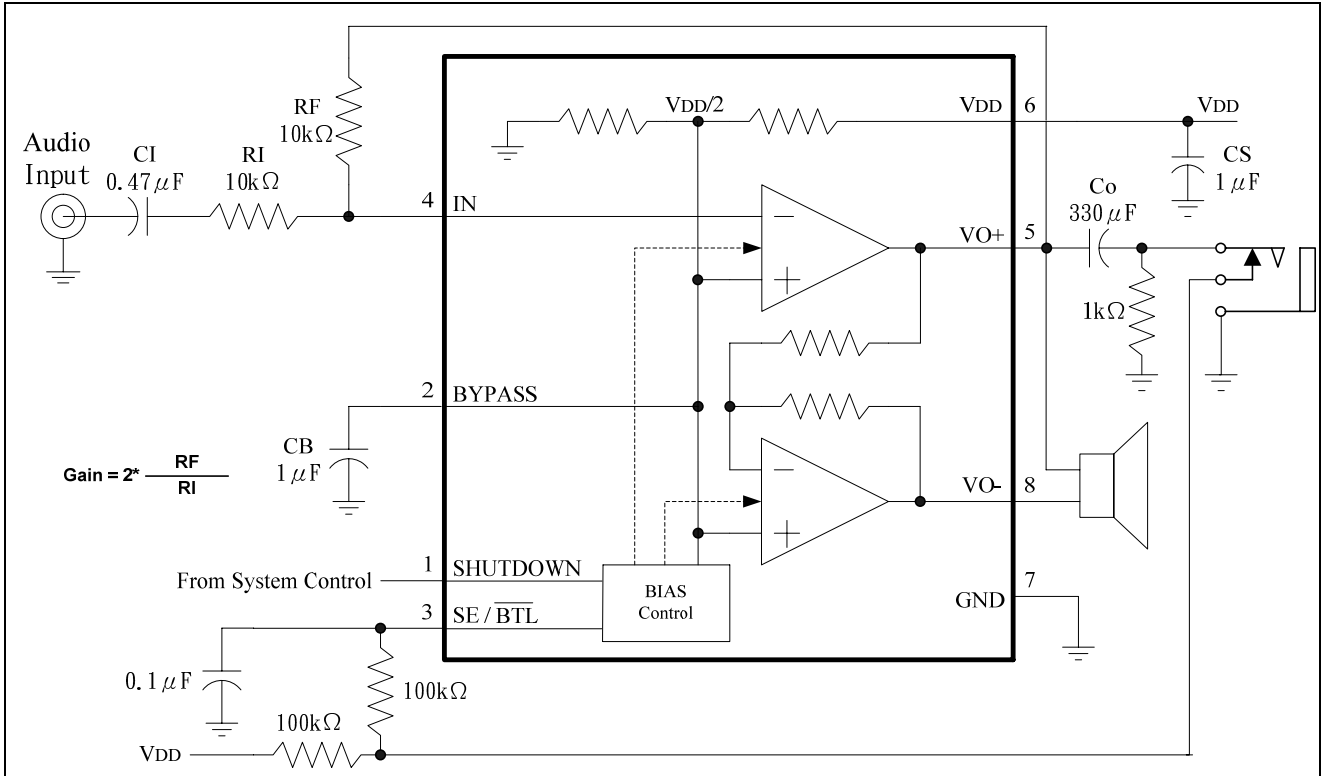 VDD/2
VDD 6 VDD
RF
10kΩ
Audio
Input
CI
0.47μF
RI
10kΩ
CS
1μF
Co
330μF
4 IN
−
+
VO+ 5
1kΩ
2 BYPASS
CB
1μF
Gain = 2* RF
RI
−
+
VO- 8
From System Control 1 SHUTDOWN
3 SE / BTL
BIAS
Control
7
GND
0.1μF
100kΩ
100kΩ
VDD